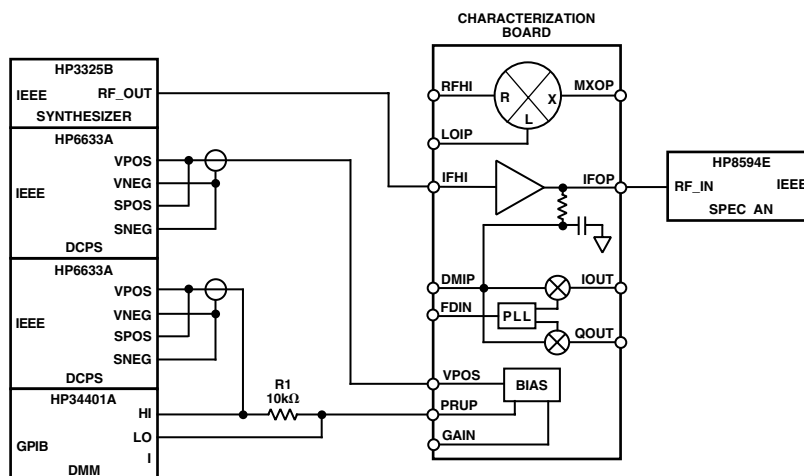 CHARACTERIZATION
BOARD
HP3325B
IEEE
RF_OUT
SYNTHESIZER
HP6633A
VPOS
IEEE
VNEG
SPOS
SNEG
DCPS
HP6633A
VPOS
IEEE
VNEG
SPOS
SNEG
DCPS
HP34401A
HI
GPIB
LO
I
DMM
R1
10kΩ
RFHI
R
X
L
MXOP
LOIP
IFHI
IFOP
DMIP
IOUT
FDIN
PLL
QOUT
VPOS
BIAS
PRUP
GAIN
HP8594E
RF_IN
IEEE
SPEC AN